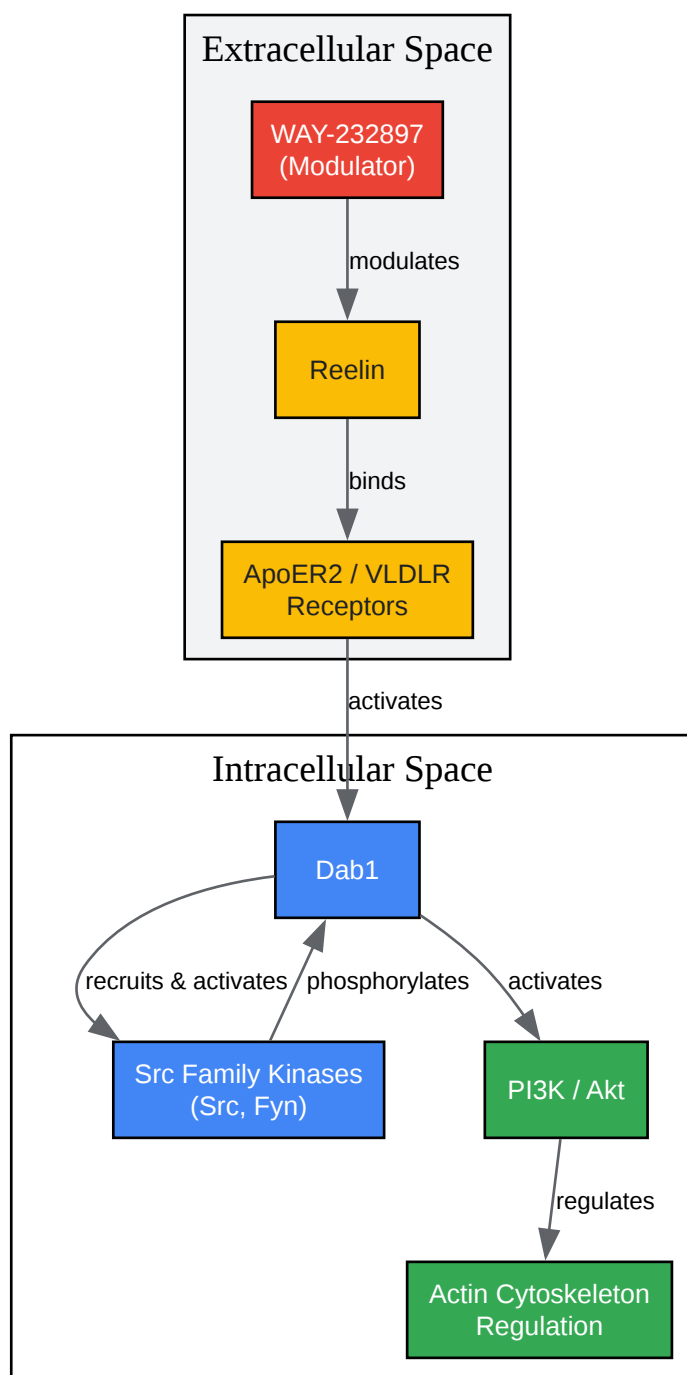 Extracellular Space
WAY-232897
(Modulator)
modulates
Reelin
binds
ApoER2 / VLDLR
Receptors
activates
Intracellular Space
Dab1
recruits & activates
phosphorylates
activates
Src Family Kinases
(Src, Fyn)
PI3K / Akt
regulates
Actin Cytoskeleton
Regulation